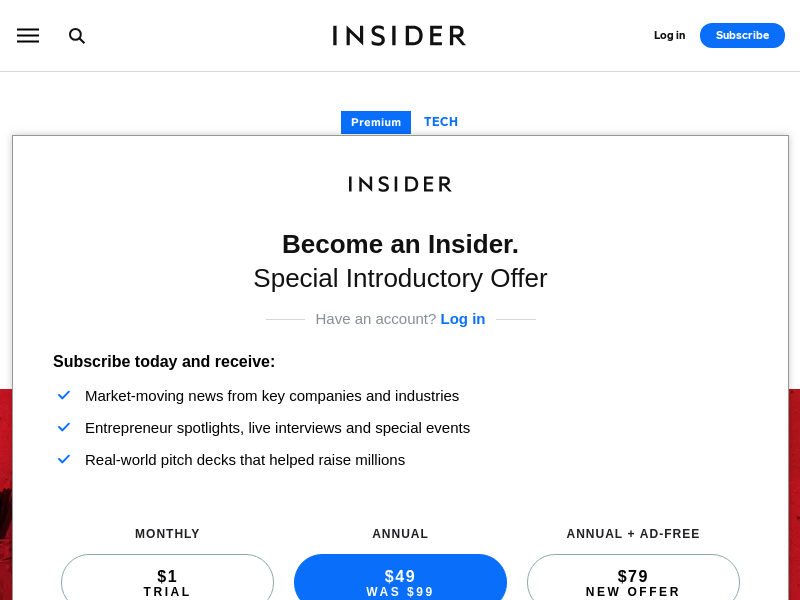 INSIDER
Log in
Subscribe
Premium
TECH
INSIDER
Become an Insider.
Special Introductory Offer
Have an account? Log in
Subscribe today and receive:
Market-moving news from key companies and industries
Entrepreneur spotlights, live interviews and special events
Real-world pitch decks that helped raise millions
MONTHLY
$1
TRIAL
ANNUAL
$49
WAS $99
ANNUAL + AD-FREE
$79
NEW OFFER